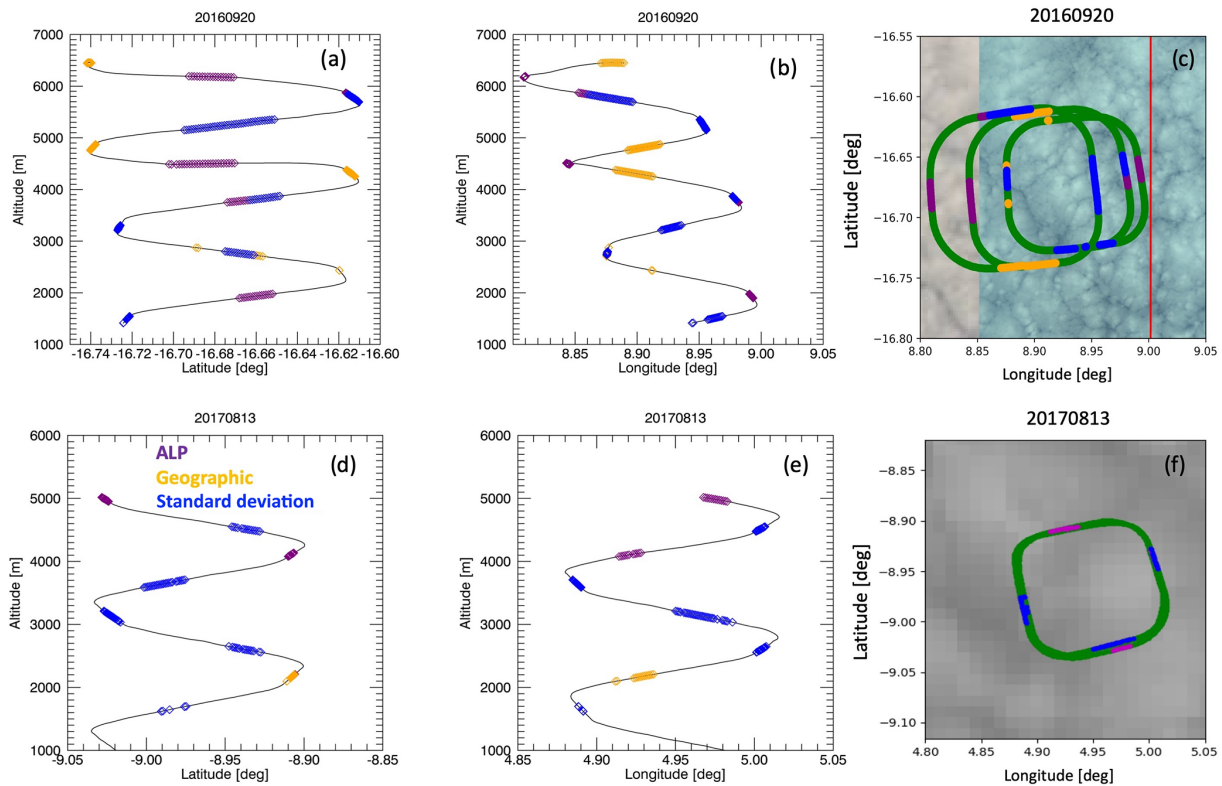 20160920
(a)
7000
6000
5000
4000
3000
2000
1000
Altitude [m]
-16.74 -16.72 -16.70 -16.68 -16.66 -16.64 -16.62 -16.60
Latitude [deg]
20160920
(b)
7000
6000
5000
4000
3000
2000
1000
Altitude [m]
8.85 8.90 8.95 9.00 9.05
Longitude [deg]
20160920
(c)
−16.55
−16.60
−16.65
−16.70
−16.75
−16.80
Latitude [deg]
8.80 8.85 8.90 8.95 9.00 9.05
Longitude [deg]
20170813
ALP
Geographic
Standard deviation
(d)
6000
5000
4000
3000
2000
1000
Altitude [m]
-9.05 -9.00 -8.95 -8.90 -8.85
Latitude [deg]
20170813
(e)
6000
5000
4000
3000
2000
1000
Altitude [m]
4.85 4.90 4.95 5.00 5.05
Longitude [deg]
20170813
(f)
−8.85
−8.90
−8.95
−9.00
−9.05
−9.10
Latitude [deg]
4.80 4.85 4.90 4.95 5.00 5.05
Longitude [deg]